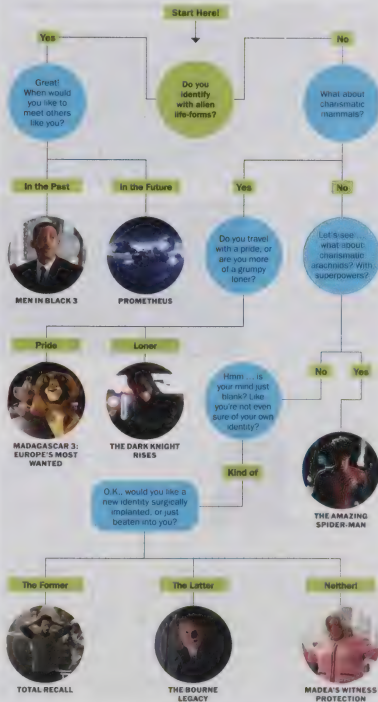 Start Here!
Yes
No
Great!
When would
you like to
meet others
like you?
Do you
identify
with alien
life-forms?
What about
charismatic
mammals?
In the Past
In the Future
Yes
No
MEN IN BLACK 3
PROMETHEUS
Do you travel
with a pride, or
are you more
of a grumpy
loner?
Let's see ...
what about
charismatic
arachnids? With
superpowers?
Pride
Loner
No
Yes
MADAGASCAR 3:
EUROPE'S MOST
WANTED
THE DARK KNIGHT
RISES
Hmm ... is
your mind just
blank? Like
you're not even
sure of your own
identity?
THE AMAZING
SPIDER-MAN
Kind of
O.K., would you like a
new identity surgically
implanted, or just
beaten into you?
The Former
The Latter
Neither!
TOTAL RECALL
THE BOURNE
LEGACY
MADEA'S WITNESS
PROTECTION